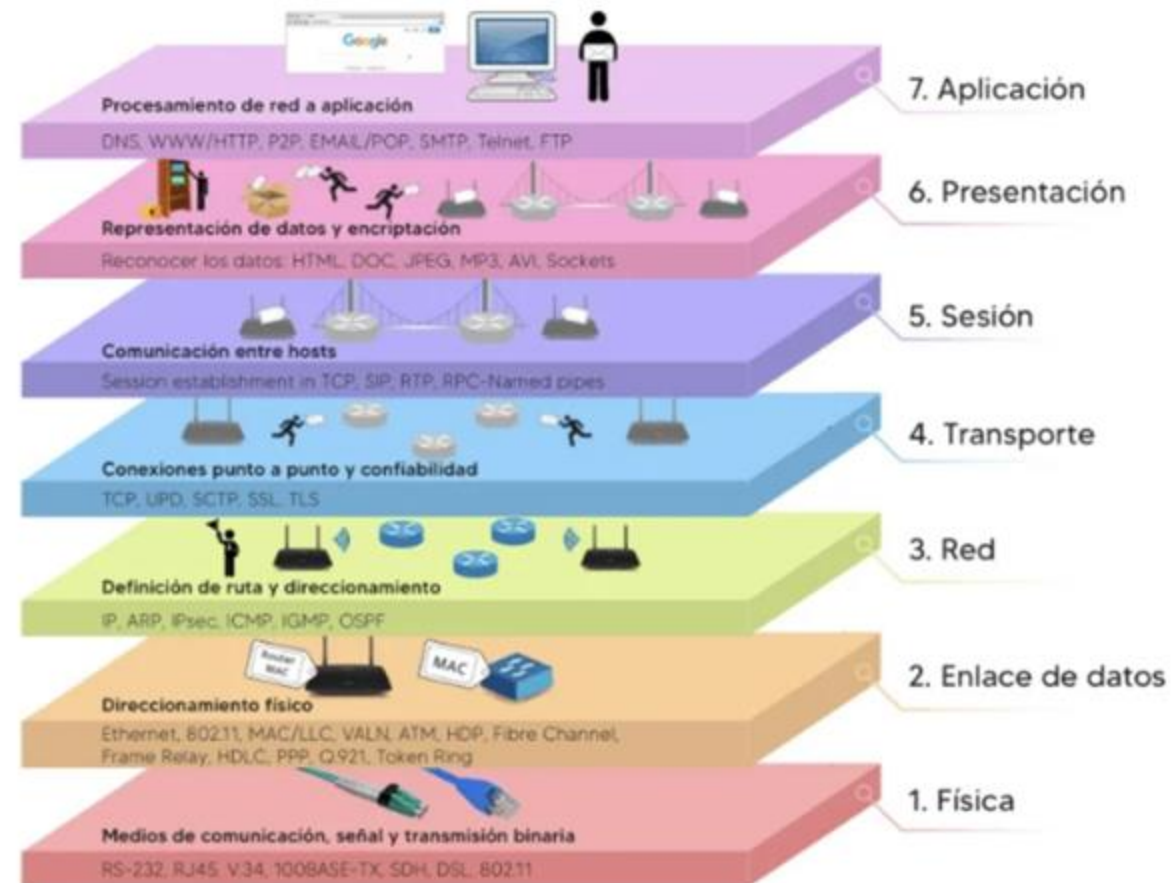 Google
7. Aplicación
Procesamiento de red a aplicación
DNS, WWW/HTTP, P2P, EMAIL/POP, SMTP, Telnet, FTP
6. Presentación
Representación de datos y encriptación
Reconocer los datos: HTML, DOC, JPEG, MP3, AVI, Sockets
5. Sesión
Comunicación entre hosts
Session establishment in TCP, SIP, RTP, RPC-Named pipes
4. Transporte
Conexiones punto a punto y confiabilidad
TCP, UPD, SCTP, SSL, TLS
3. Red
Definición de ruta y direccionamiento
IP, ARP, IPsec, ICMP, IGMP, OSPF
2. Enlace de datos
Router
MAC
MAC
Direccionamiento físico
Ethernet, 802.11, MAC/LLC, VALN, ATM, HDP, Fibre Channel,
Frame Relay, HDLC, PPP, Q.921, Token Ring
1. Física
Medios de comunicación, señal y transmisión binaria
RS-232, RJ45, V.34, 100BASE-TX, SDH, DSL, 802.11